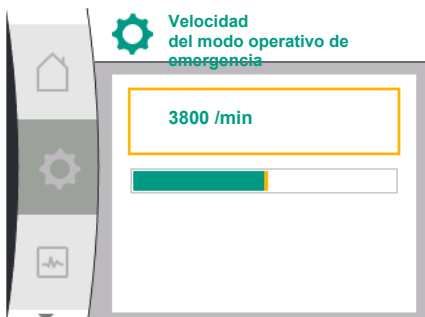 Velocidad
del modo operativo de
emergencia
3800 /min